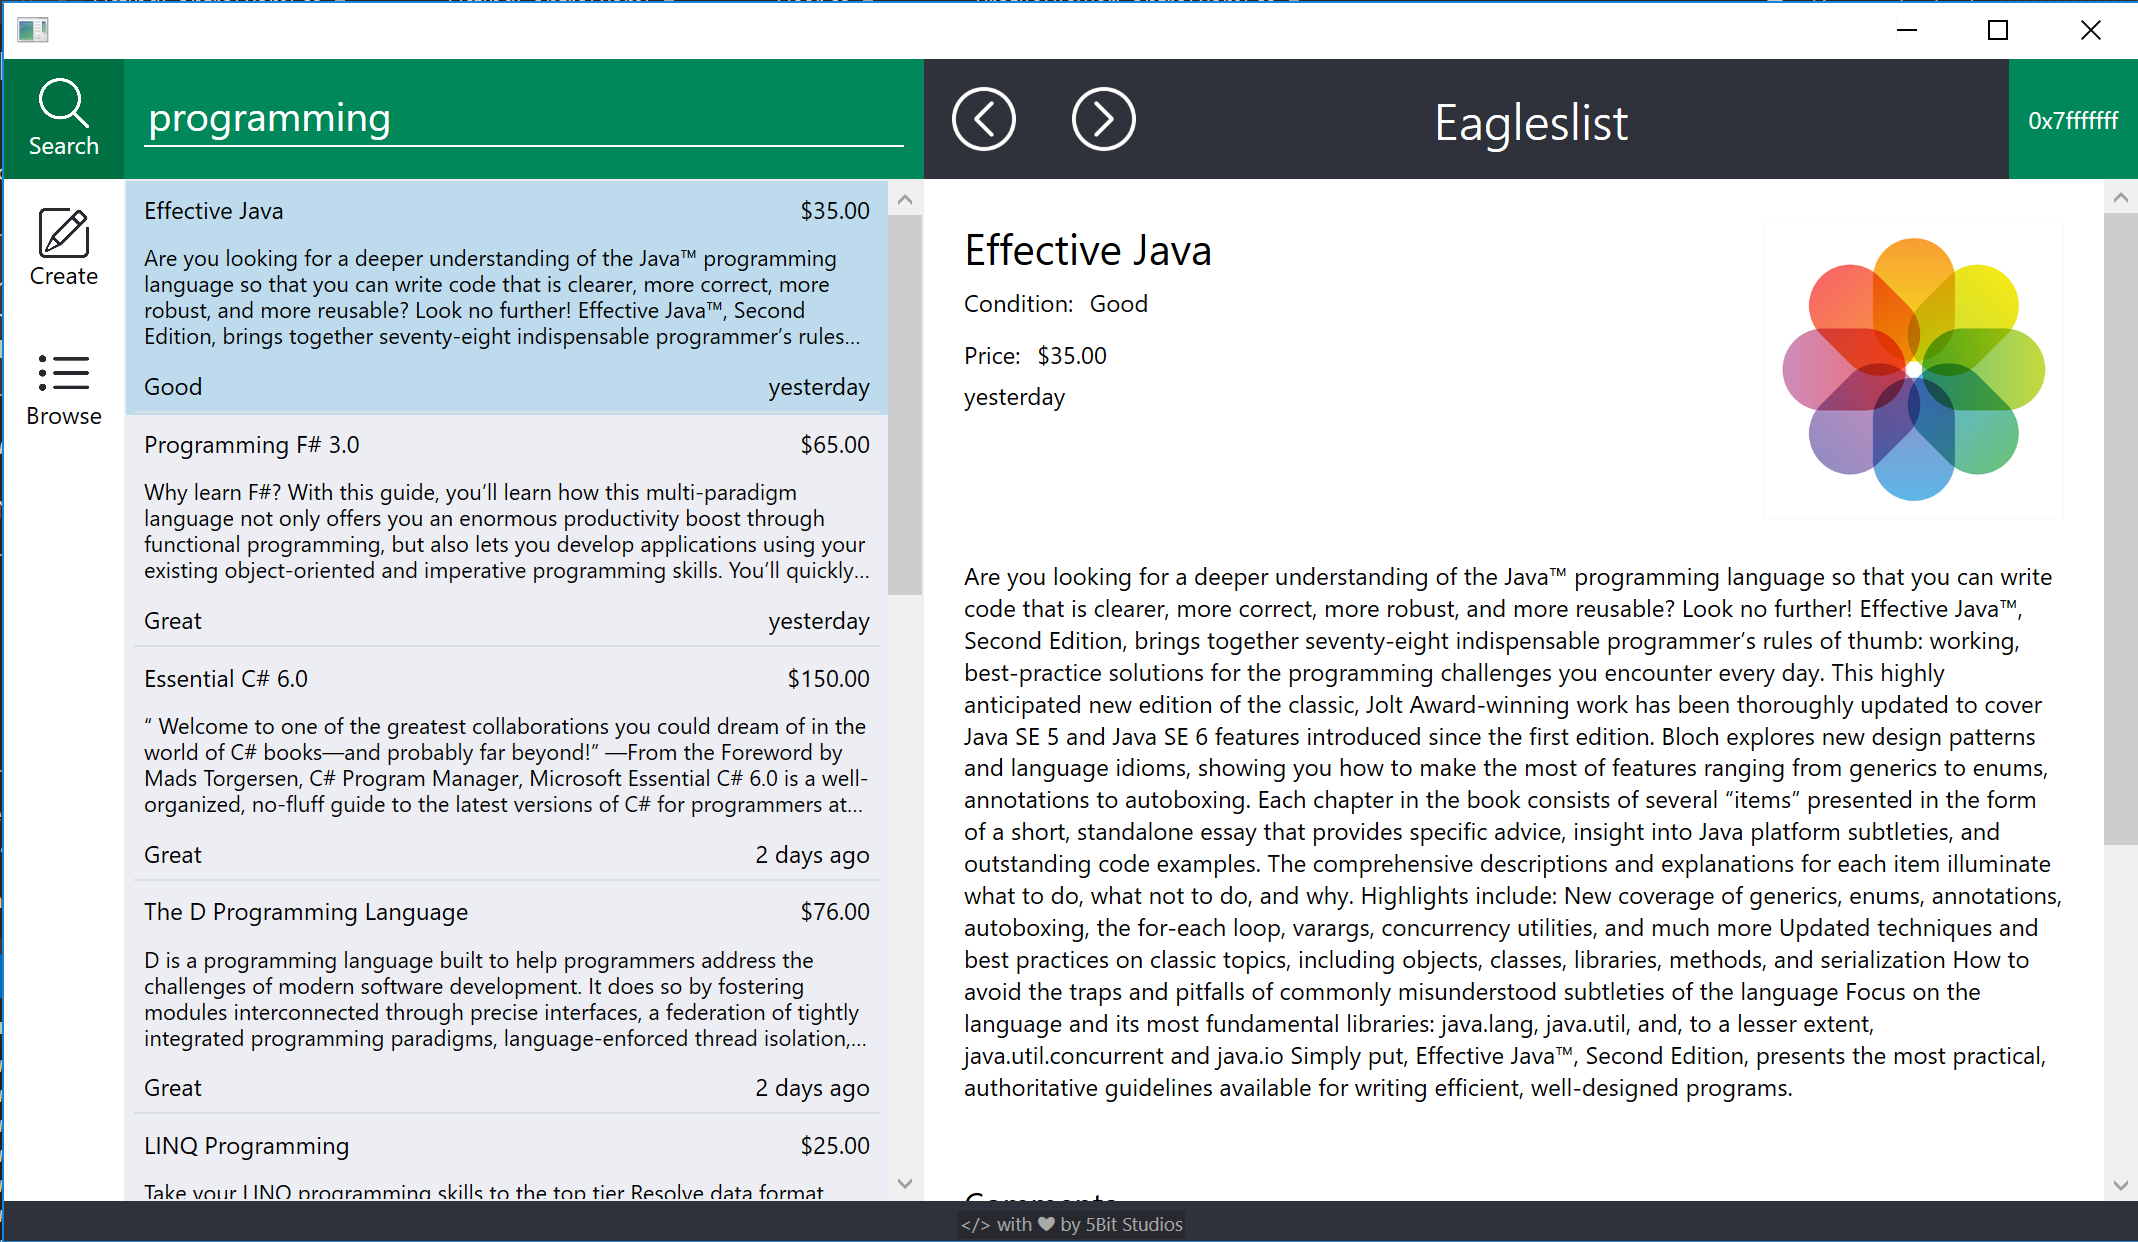 Search
programming
Eagleslist
0x7fffffff
Create
Browse
Effective Java $35.00
Are you looking for a deeper understanding of the Java™ programming
language so that you can write code that is clearer, more correct, more
robust, and more reusable? Look no further! Effective Java™, Second
Edition, brings together seventy-eight indispensable programmer’s rules...
Good yesterday
Programming F# 3.0 $65.00
Why learn F#? With this guide, you’ll learn how this multi-paradigm
language not only offers you an enormous productivity boost through
functional programming, but also lets you develop applications using your
existing object-oriented and imperative programming skills. You’ll quickly...
Great yesterday
Essential C# 6.0 $150.00
“ Welcome to one of the greatest collaborations you could dream of in the
world of C# books—and probably far beyond!” —From the Foreword by
Mads Torgersen, C# Program Manager, Microsoft Essential C# 6.0 is a well-
organized, no-fluff guide to the latest versions of C# for programmers at...
Great 2 days ago
The D Programming Language $76.00
D is a programming language built to help programmers address the
challenges of modern software development. It does so by fostering
modules interconnected through precise interfaces, a federation of tightly
integrated programming paradigms, language-enforced thread isolation,...
Great 2 days ago
LINQ Programming $25.00
Take your LINQ programming skills to the top tier Resolve data format
Effective Java
Condition: Good
Price: $35.00
yesterday
Are you looking for a deeper understanding of the Java™ programming language so that you can write
code that is clearer, more correct, more robust, and more reusable? Look no further! Effective Java™,
Second Edition, brings together seventy-eight indispensable programmer’s rules of thumb: working,
best-practice solutions for the programming challenges you encounter every day. This highly
anticipated new edition of the classic, Jolt Award-winning work has been thoroughly updated to cover
Java SE 5 and Java SE 6 features introduced since the first edition. Bloch explores new design patterns
and language idioms, showing you how to make the most of features ranging from generics to enums,
annotations to autoboxing. Each chapter in the book consists of several “items” presented in the form
of a short, standalone essay that provides specific advice, insight into Java platform subtleties, and
outstanding code examples. The comprehensive descriptions and explanations for each item illuminate
what to do, what not to do, and why. Highlights include: New coverage of generics, enums, annotations,
autoboxing, the for-each loop, varargs, concurrency utilities, and much more Updated techniques and
best practices on classic topics, including objects, classes, libraries, methods, and serialization How to
avoid the traps and pitfalls of commonly misunderstood subtleties of the language Focus on the
language and its most fundamental libraries: java.lang, java.util, and, to a lesser extent,
java.util.concurrent and java.io Simply put, Effective Java™, Second Edition, presents the most practical,
authoritative guidelines available for writing efficient, well-designed programs.
Comments
</> with ♥ by 5Bit Studios